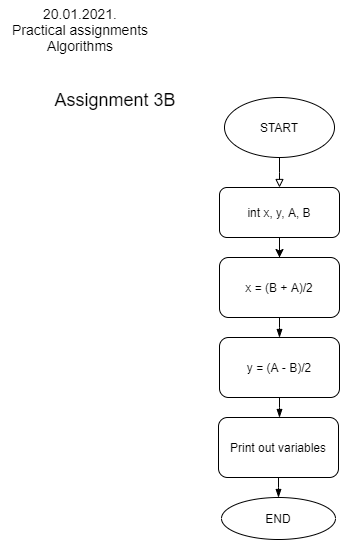 20.01.2021.
Practical assignments
Algorithms
Assignment 3B
START
int x, y, A, B
x = (B + A)/2
y = (A - B)/2
Print out variables
END